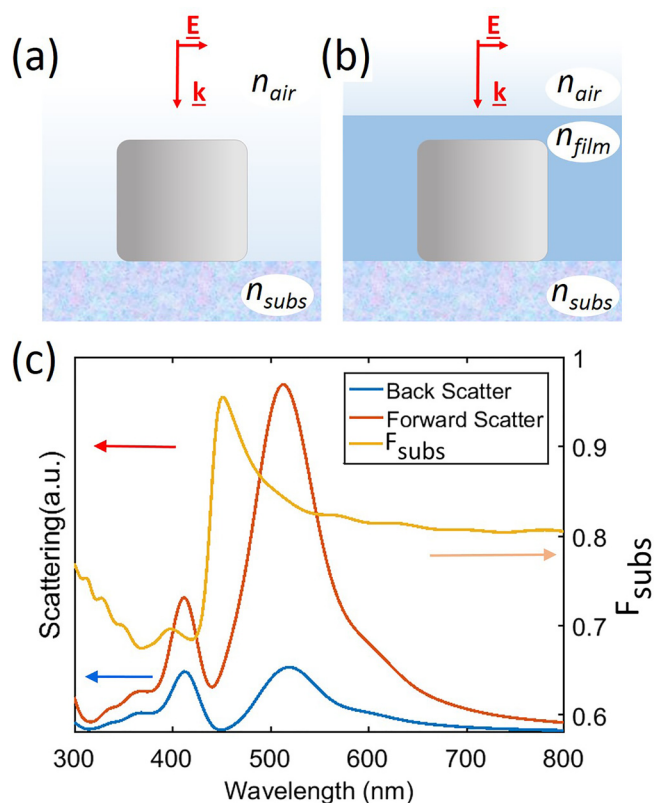 (a)
E
k
n_air
n_subs
(b)
E
k
n_air
n_film
n_subs
(c)
Scattering(a.u.)
Back Scatter
Forward Scatter
F_subs
1
0.9
0.8
0.7
0.6
F_subs
300 400 500 600 700 800
Wavelength (nm)